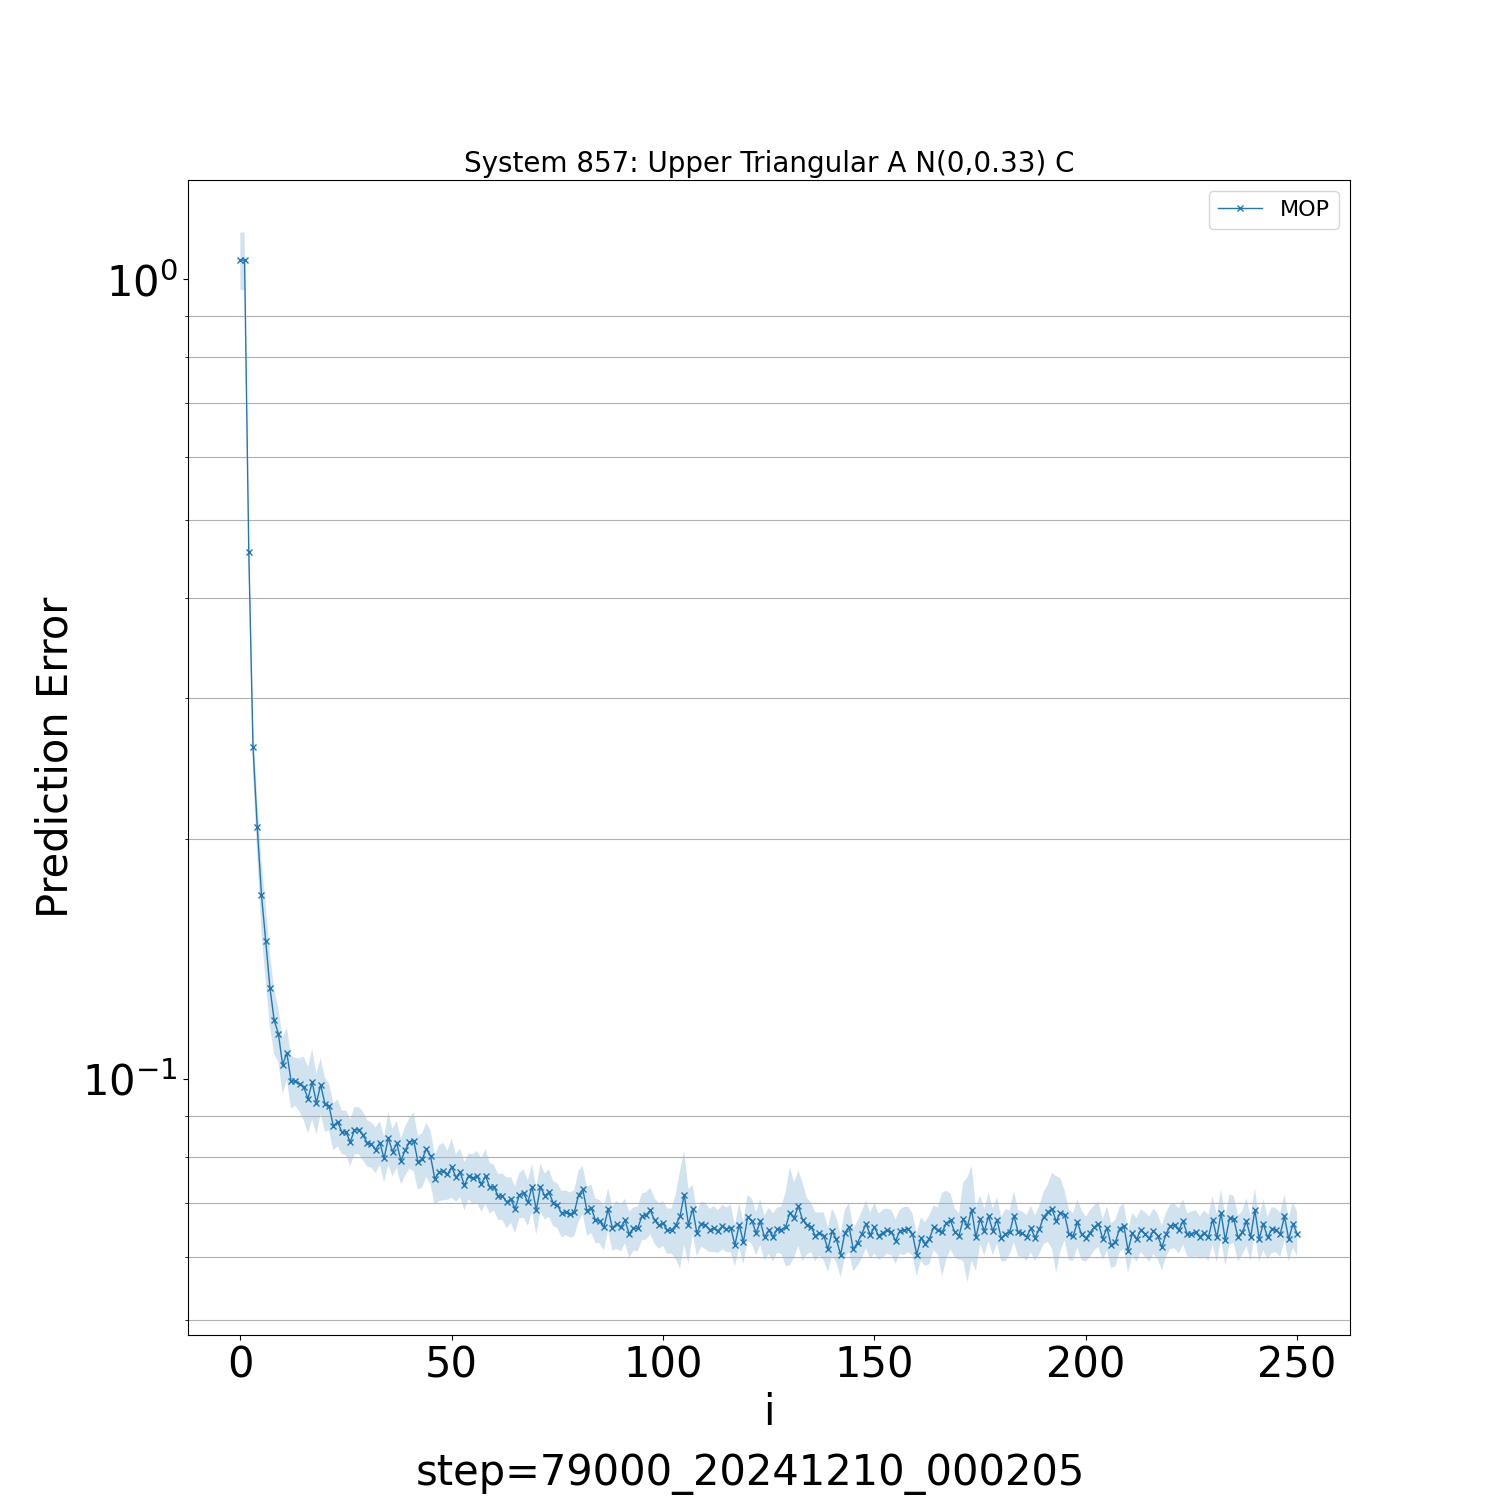 System 857: Upper Triangular A N(0,0.33) C
MOP
10⁰
10⁻¹
Prediction Error
0 50 100 150 200 250
i
step=79000_20241210_000205